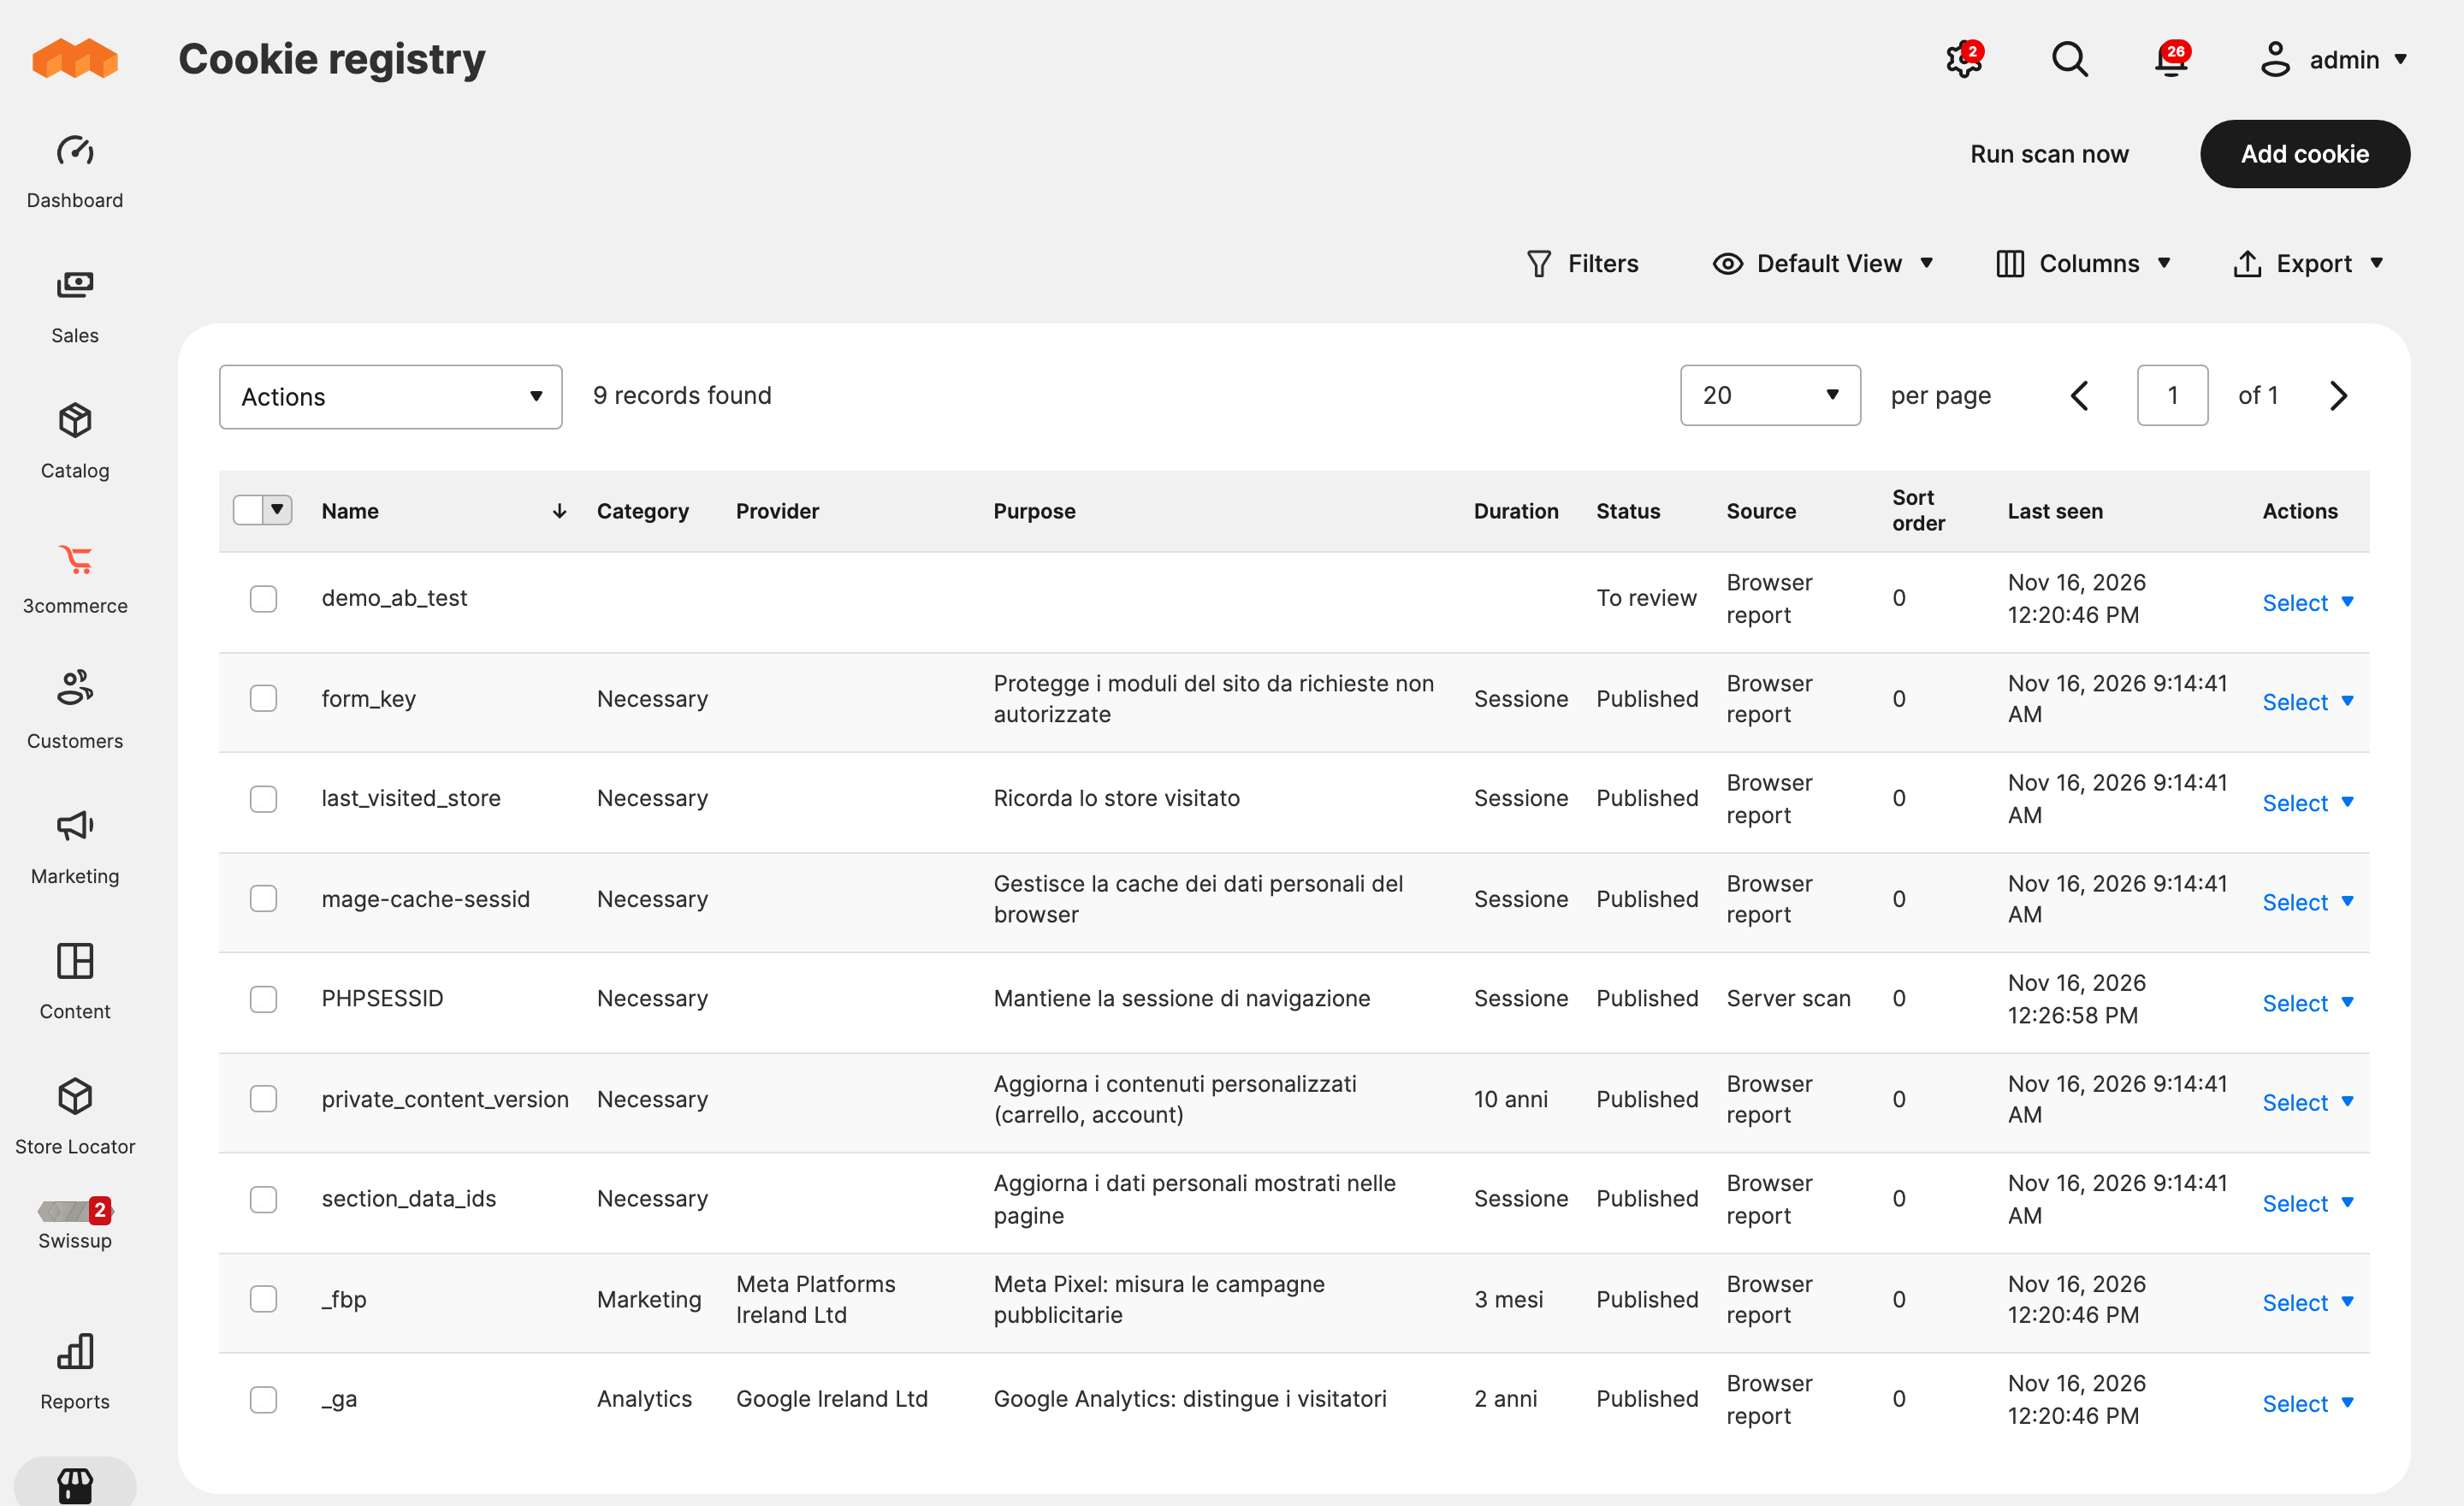 Cookie registry
2
26
admin
Run scan now
Add cookie
Filters
Default View
Columns
Export
Dashboard
Sales
Catalog
3commerce
Customers
Marketing
Content
Store Locator
2
Swissup
Reports
Actions
9 records found
20
per page
1
of 1
Name Category Provider Purpose Duration Status Source Sort order Last seen Actions
demo_ab_test To review Browser report 0 Nov 16, 2026 12:20:46 PM Select
form_key Necessary Protegge i moduli del sito da richieste non autorizzate Sessione Published Browser report 0 Nov 16, 2026 9:14:41 AM Select
last_visited_store Necessary Ricorda lo store visitato Sessione Published Browser report 0 Nov 16, 2026 9:14:41 AM Select
mage-cache-sessid Necessary Gestisce la cache dei dati personali del browser Sessione Published Browser report 0 Nov 16, 2026 9:14:41 AM Select
PHPSESSID Necessary Mantiene la sessione di navigazione Sessione Published Server scan 0 Nov 16, 2026 12:26:58 PM Select
private_content_version Necessary Aggiorna i contenuti personalizzati (carrello, account) 10 anni Published Browser report 0 Nov 16, 2026 9:14:41 AM Select
section_data_ids Necessary Aggiorna i dati personali mostrati nelle pagine Sessione Published Browser report 0 Nov 16, 2026 9:14:41 AM Select
_fbp Marketing Meta Platforms Ireland Ltd Meta Pixel: misura le campagne pubblicitarie 3 mesi Published Browser report 0 Nov 16, 2026 12:20:46 PM Select
_ga Analytics Google Ireland Ltd Google Analytics: distingue i visitatori 2 anni Published Browser report 0 Nov 16, 2026 12:20:46 PM Select